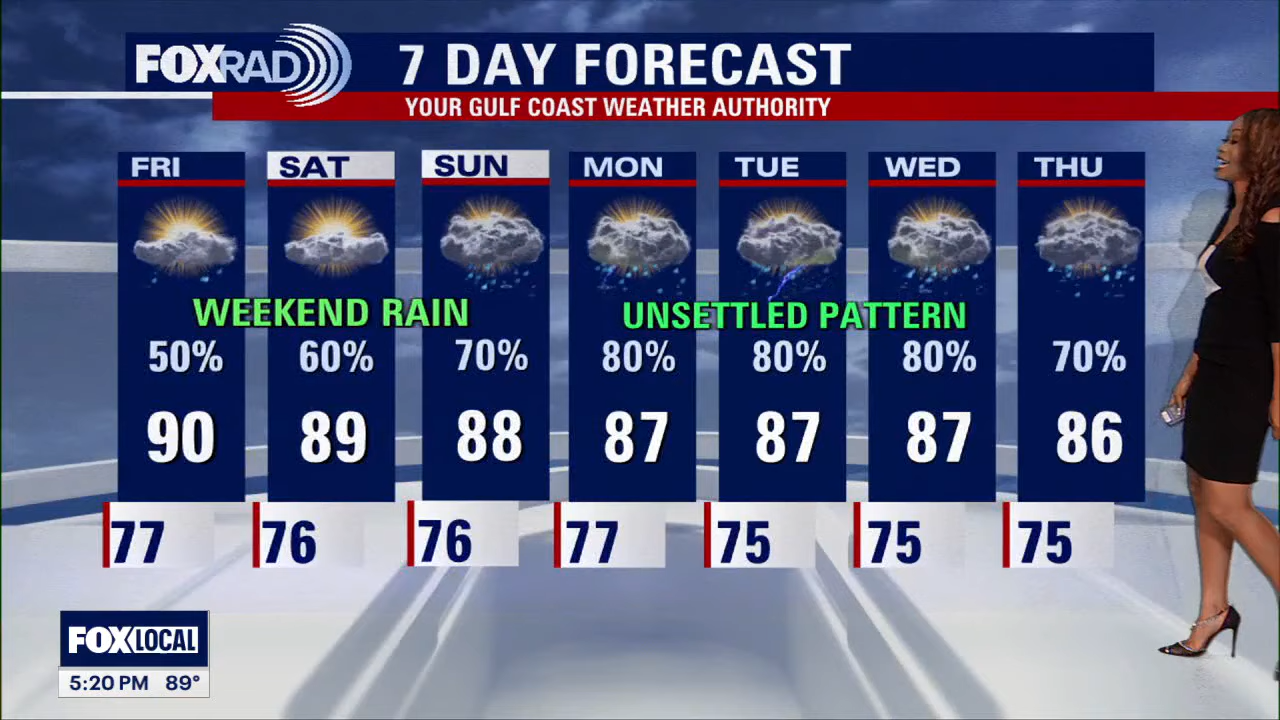 FOXRAD
7 DAY FORECAST
YOUR GULF COAST WEATHER AUTHORITY
FRI SAT SUN MON TUE WED THU
WEEKEND RAIN UNSETTLED PATTERN
50% 60% 70% 80% 80% 80% 70%
90 89 88 87 87 87 86
77 76 76 77 75 75 75
FOX LOCAL
5:20 PM 89°